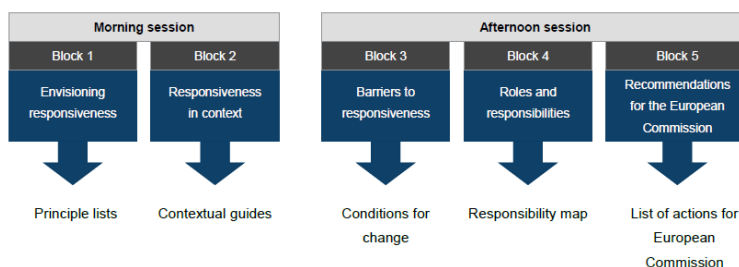 Morning session
Afternoon session
Block 1
Block 2
Block 3
Block 4
Block 5
Envisioning
responsiveness
Responsiveness
in context
Barriers to
responsiveness
Roles and
responsibilities
Recommendations
for the European
Commission
Principle lists
Contextual guides
Conditions for
change
Responsibility map
List of actions for
European
Commission